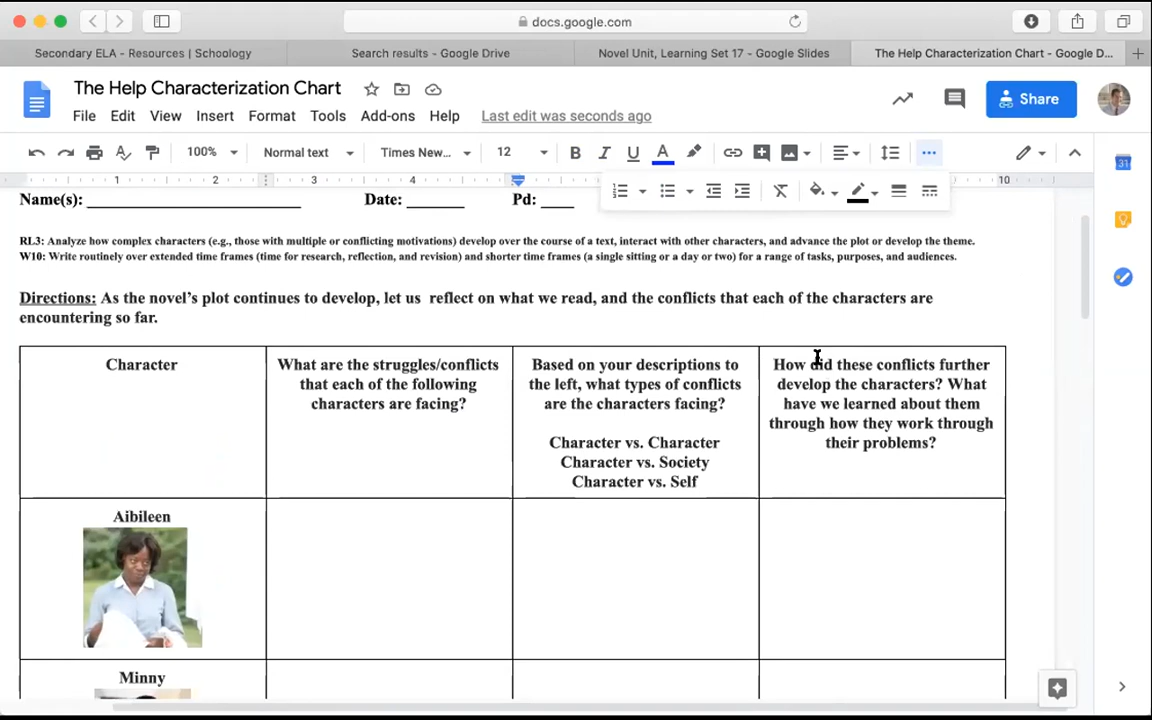 docs.google.com
Secondary ELA - Resources | Schoology
Search results - Google Drive
Novel Unit, Learning Set 17 - Google Slides
The Help Characterization Chart - Google D...
The Help Characterization Chart
File Edit View Insert Format Tools Add-ons Help Last edit was seconds ago
Share
100% Normal text Times New... 12 B I U A
31
1 2 3 4 10
Name(s): ____________________ Date: _______ Pd: ____
RL3: Analyze how complex characters (e.g., those with multiple or conflicting motivations) develop over the course of a text, interact with other characters, and advance the plot or develop the theme.
W10: Write routinely over extended time frames (time for research, reflection, and revision) and shorter time frames (a single sitting or a day or two) for a range of tasks, purposes, and audiences.
Directions: As the novel's plot continues to develop, let us reflect on what we read, and the conflicts that each of the characters are
encountering so far.
Character
What are the struggles/conflicts
that each of the following
characters are facing?
Based on your descriptions to
the left, what types of conflicts
are the characters facing?
Character vs. Character
Character vs. Society
Character vs. Self
How did these conflicts further
develop the characters? What
have we learned about them
through how they work through
their problems?
Aibileen
Minny